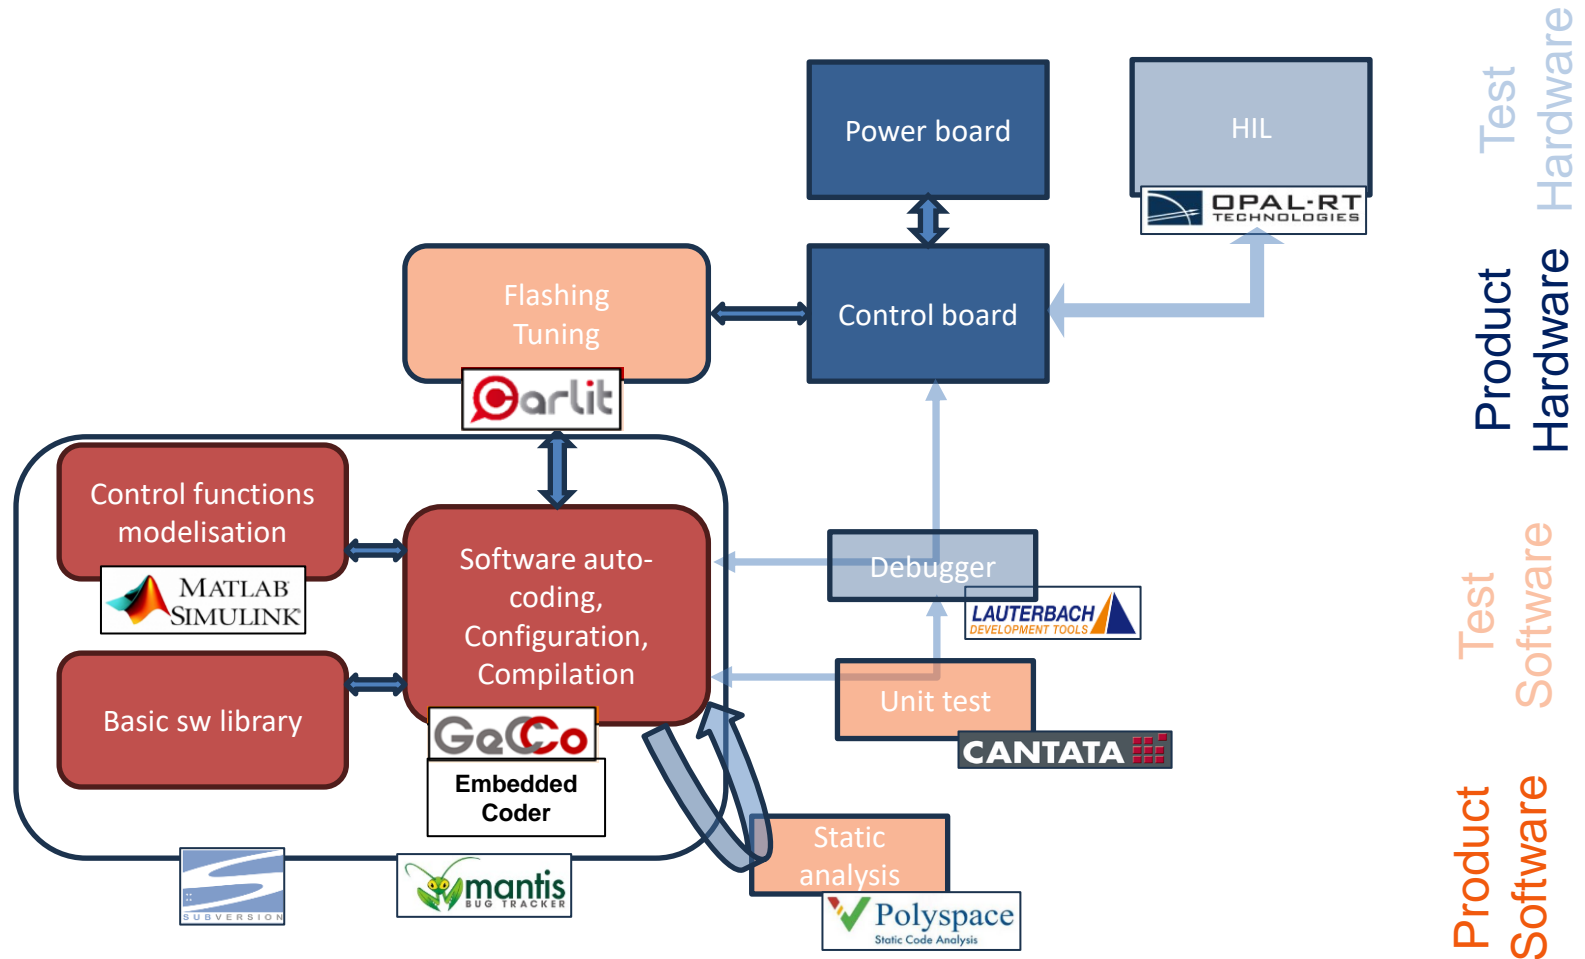 Power board
HIL
OPAL-RT
TECHNOLOGIES
Flashing
Tuning
Control board
Carlit
Control functions
modelisation
MATLAB
SIMULINK
Software auto-
coding,
Configuration,
Compilation
Debugger
LAUTERBACH
DEVELOPMENT TOOLS
Basic sw library
Unit test
CANTATA
GeCCo
Embedded
Coder
Static
analysis
Polyspace
Static Code Analysis
SUBVERSION
mantis
BUG TRACKER
Test
Hardware
Product
Hardware
Test
Software
Product
Software